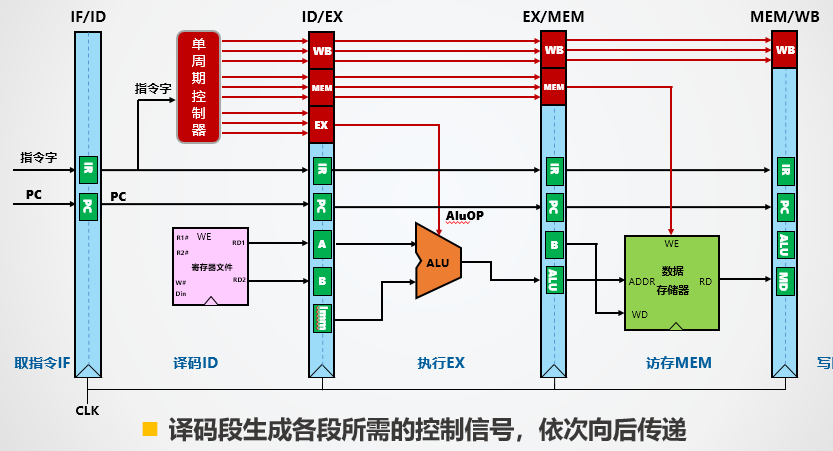 IF/ID
ID/EX
EX/MEM
MEM/WB
单周期控制器
WB
WB
WB
MEM
MEM
EX
指令字
指令字
IR
IR
IR
IR
PC
PC
PC
PC
PC
PC
AluOP
R1#
WE
RD1
R2#
寄存器文件
W#
RD2
Din
A
B
Imm
ALU
B
ALU
WE
数据
存储器
ADDR
RD
WD
ALU
MD
取指令IF
译码ID
执行EX
访存MEM
写
CLK
译码段生成各段所需的控制信号，依次向后传递